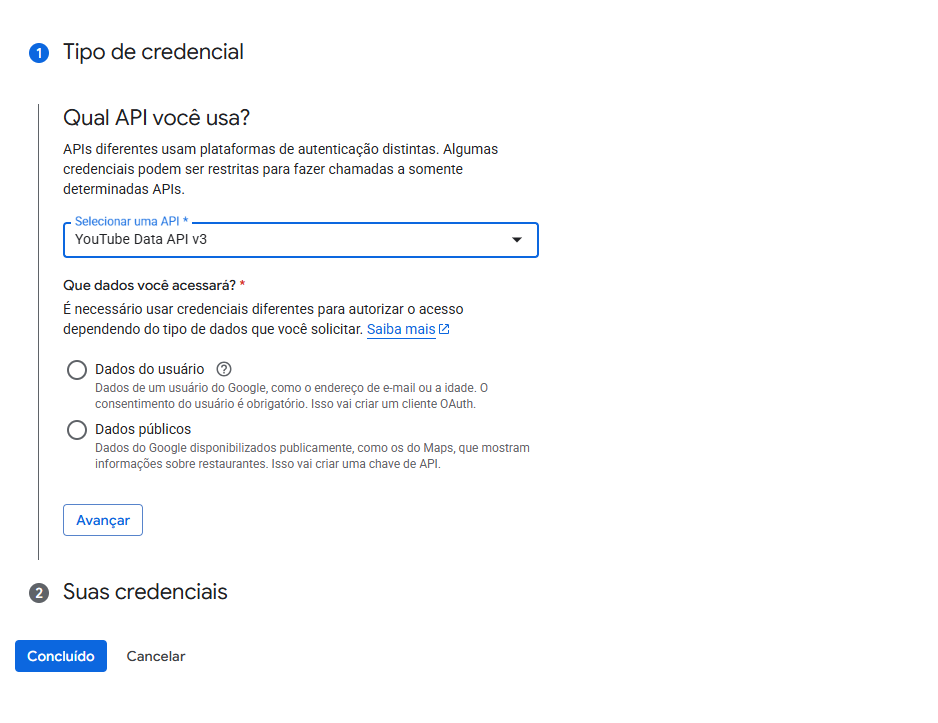 1 Tipo de credencial
Qual API você usa?
APIs diferentes usam plataformas de autenticação distintas. Algumas
credenciais podem ser restritas para fazer chamadas a somente
determinadas APIs.
Selecionar uma API *
YouTube Data API v3
Que dados você acessará? *
É necessário usar credenciais diferentes para autorizar o acesso
dependendo do tipo de dados que você solicitar. Saiba mais
Dados do usuário ?
Dados de um usuário do Google, como o endereço de e-mail ou a idade. O
consentimento do usuário é obrigatório. Isso vai criar um cliente OAuth.
Dados públicos
Dados do Google disponibilizados publicamente, como os do Maps, que mostram
informações sobre restaurantes. Isso vai criar uma chave de API.
Avançar
2 Suas credenciais
Concluído Cancelar